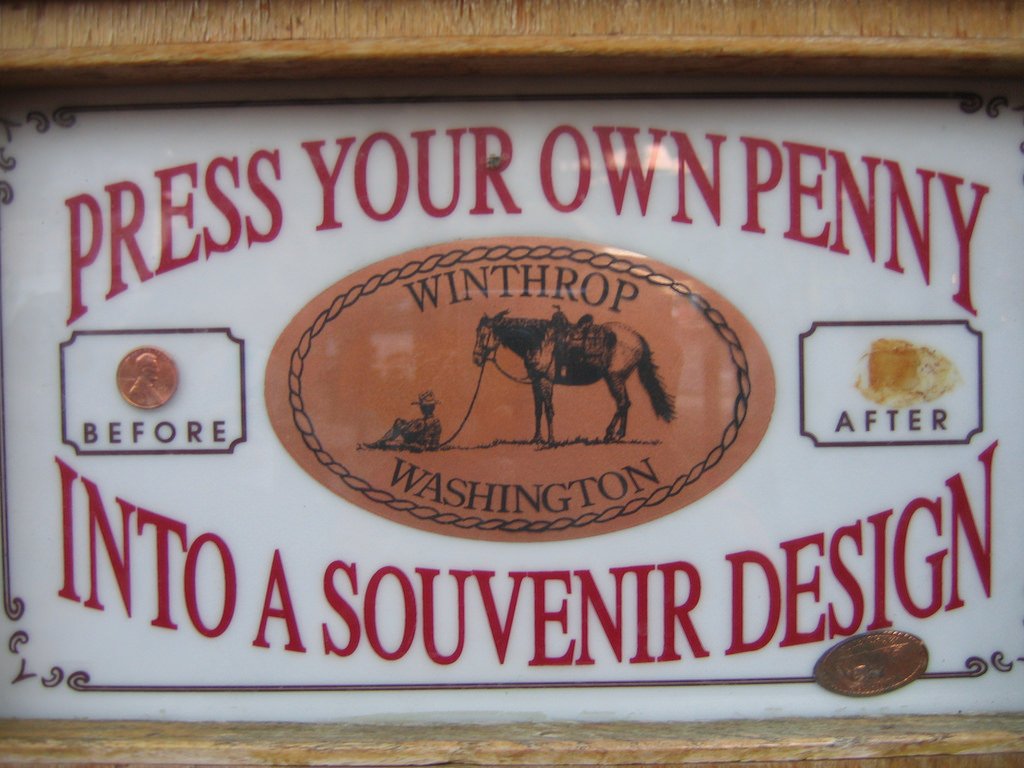 PRESS YOUR OWN PENNY
WINTHROP
BEFORE
AFTER
WASHINGTON
INTO A SOUVENIR DESIGN